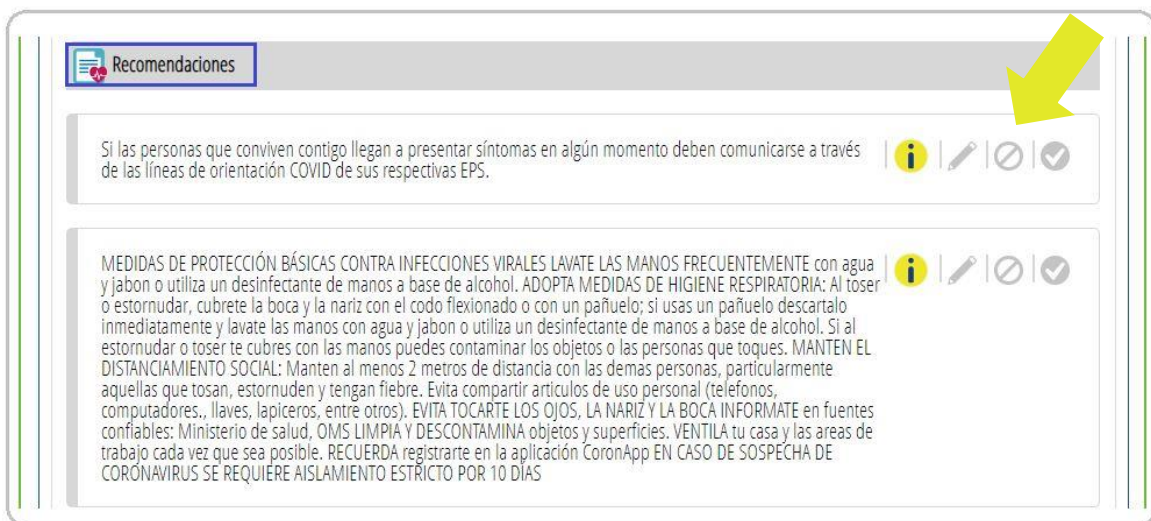 Recomendaciones
Si las personas que conviven contigo llegan a presentar síntomas en algún momento deben comunicarse a través
de las líneas de orientación COVID de sus respectivas EPS.
MEDIDAS DE PROTECCIÓN BÁSICAS CONTRA INFECCIONES VIRALES LAVATE LAS MANOS FRECUENTEMENTE con agua
y jabon o utiliza un desinfectante de manos a base de alcohol. ADOPTA MEDIDAS DE HIGIENE RESPIRATORIA: Al toser
o estornudar, cubrete la boca y la nariz con el codo flexionado o con un pañuelo; si usas un pañuelo descartalo
inmediatamente y lavate las manos con agua y jabon o utiliza un desinfectante de manos a base de alcohol. Si al
estornudar o toser te cubres con las manos puedes contaminar los objetos o las personas que toques. MANTEN EL
DISTANCIAMIENTO SOCIAL: Manten al menos 2 metros de distancia con las demas personas, particularmente
aquellas que tosan, estornuden y tengan fiebre. Evita compartir articulos de uso personal (telefonos,
computadores., llaves, lapiceros, entre otros). EVITA TOCARTE LOS OJOS, LA NARIZ Y LA BOCA INFORMATE en fuentes
confiables: Ministerio de salud, OMS LIMPIA Y DESCONTAMINA objetos y superficies. VENTILA tu casa y las areas de
trabajo cada vez que sea posible. RECUERDA registrarte en la aplicación CoronApp EN CASO DE SOSPECHA DE
CORONAVIRUS SE REQUIERE AISLAMIENTO ESTRICTO POR 10 DÍAS